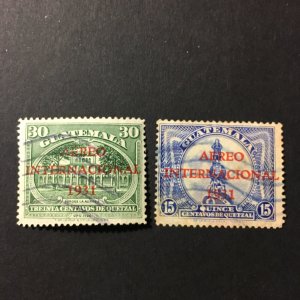 30 30
GUATEMALA
AEREO
INTERNACIONAL
1931
TREINTA CENTAVOS DE QUETZAL
GUATEMALA
AEREO
INTERNACIONAL
1931
15 QUINCE 15
CENTAVOS DE QUETZAL